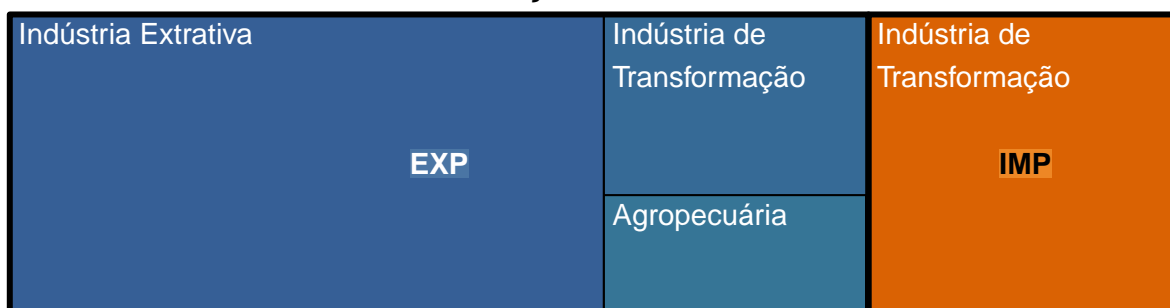 Indústria Extrativa
Indústria de
Transformação
Indústria de
Transformação
EXP
IMP
Agropecuária